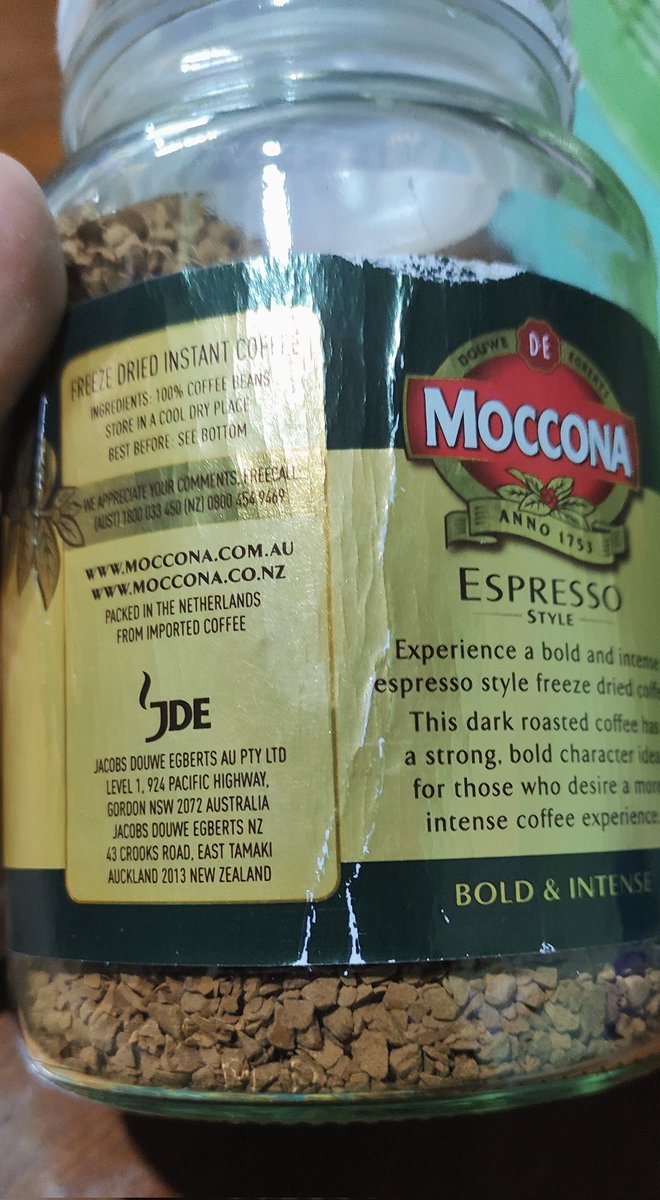 FREEZE DRIED INSTANT COFFEE
INGREDIENTS: 100% COFFEE BEANS
STORE IN A COOL DRY PLACE
BEST BEFORE: SEE BOTTOM
WE APPRECIATE YOUR COMMENTS, FREECALL:
(AUST) 1800 033 450 (NZ) 0800 454 9469
WWW.MOCCONA.COM.AU
WWW.MOCCONA.CO.NZ
PACKED IN THE NETHERLANDS
FROM IMPORTED COFFEE
JDE
JACOBS DOUWE EGBERTS AU PTY LTD
LEVEL 1, 924 PACIFIC HIGHWAY,
GORDON NSW 2072 AUSTRALIA
JACOBS DOUWE EGBERTS NZ
43 CROOKS ROAD, EAST TAMAKI
AUCKLAND 2013 NEW ZEALAND
DOUWE D·E EGBERTS
MOCCONA
ANNO 1753
ESPRESSO
STYLE
Experience a bold and intense
espresso style freeze dried coffe
This dark roasted coffee has
a strong, bold character idea
for those who desire a more
intense coffee experience.
BOLD & INTENSE